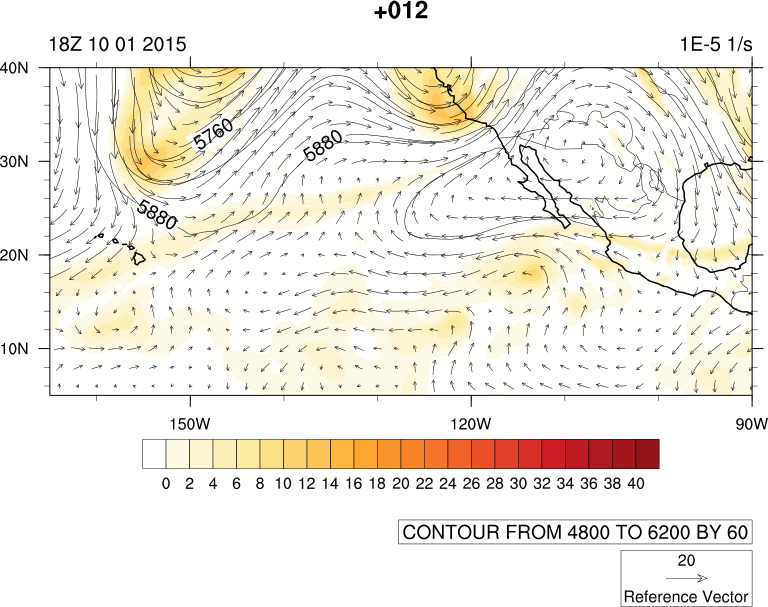 +012
18Z 10 01 2015
1E-5 1/s
40N
30N
20N
10N
5760
5880
5880
150W
120W
90W
0 2 4 6 8 10 12 14 16 18 20 22 24 26 28 30 32 34 36 38 40
CONTOUR FROM 4800 TO 6200 BY 60
20
Reference Vector